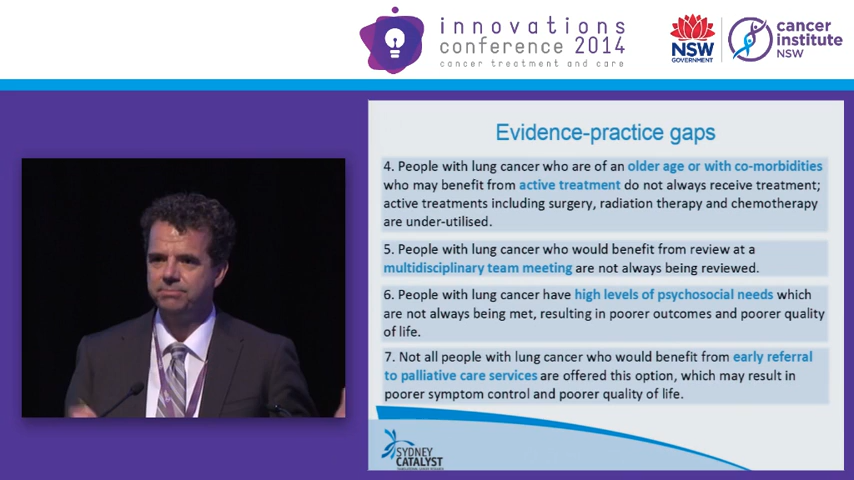 innovations
conference 2014
cancer treatment and care
NSW
GOVERNMENT
cancer
institute
NSW
Evidence-practice gaps
4. People with lung cancer who are of an older age or with co-morbidities
who may benefit from active treatment do not always receive treatment;
active treatments including surgery, radiation therapy and chemotherapy
are under-utilised.
5. People with lung cancer who would benefit from review at a
multidisciplinary team meeting are not always being reviewed.
6. People with lung cancer have high levels of psychosocial needs which
are not always being met, resulting in poorer outcomes and poorer quality
of life.
7. Not all people with lung cancer who would benefit from early referral
to palliative care services are offered this option, which may result in
poorer symptom control and poorer quality of life.
SYDNEY
CATALYST